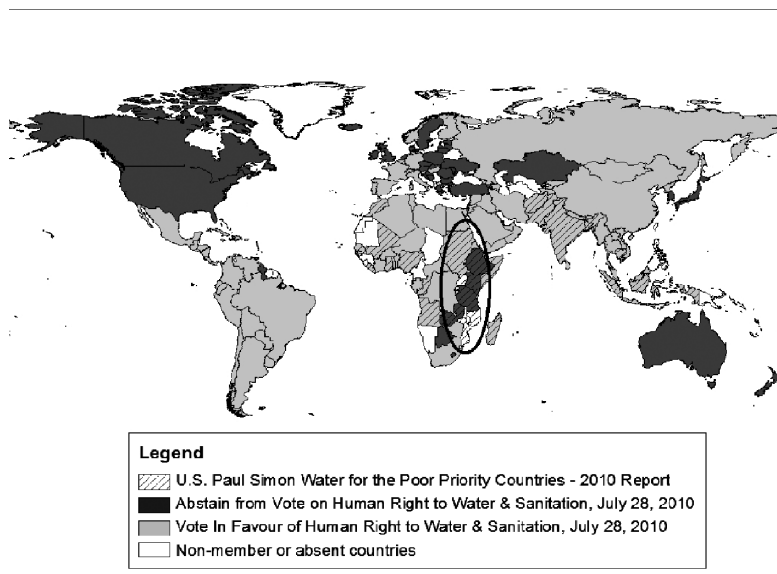 Legend
U.S. Paul Simon Water for the Poor Priority Countries - 2010 Report
Abstain from Vote on Human Right to Water & Sanitation, July 28, 2010
Vote In Favour of Human Right to Water & Sanitation, July 28, 2010
Non-member or absent countries